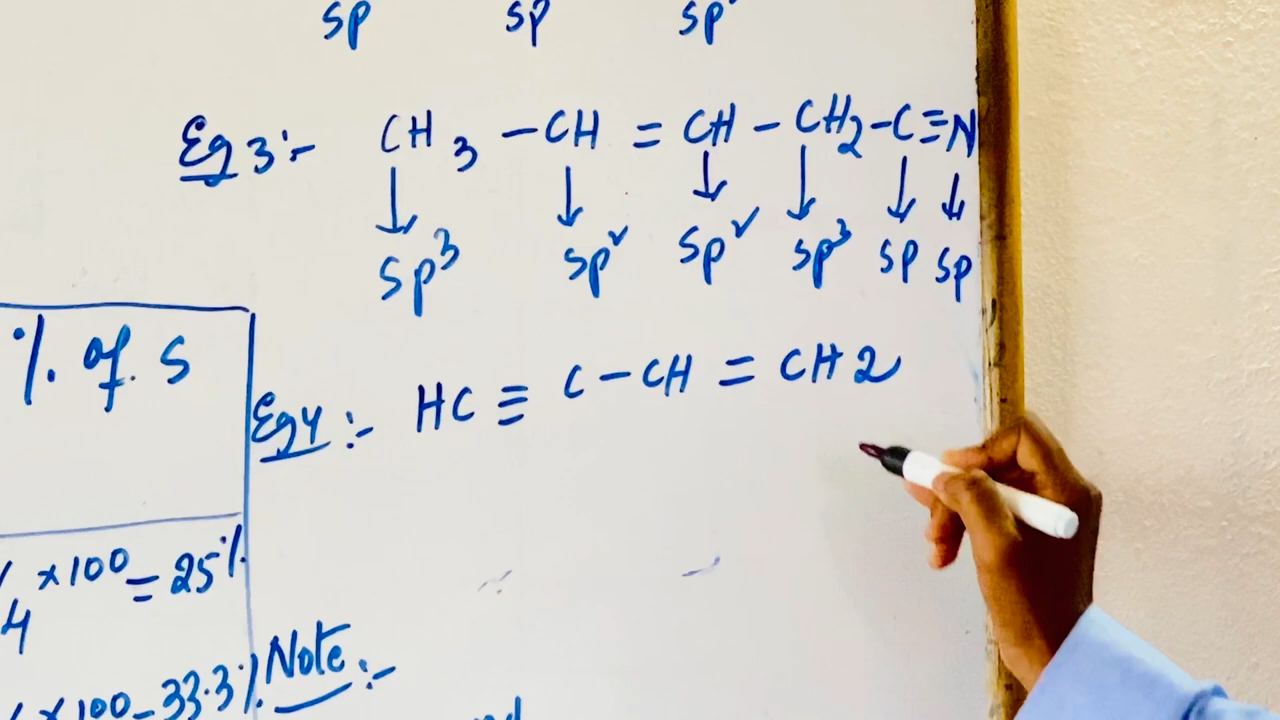 sp sp sp²
Eg 3:- CH₃ - CH = CH - CH₂ - C ≡ N
↓ ↓ ↓ ↓ ↓ ↓
sp³ sp² sp² sp³ sp sp
% of s
Eg 4:- HC ≡ C - CH = CH2
4 × 100 = 25%
× 100 - 33.3%
Note:-